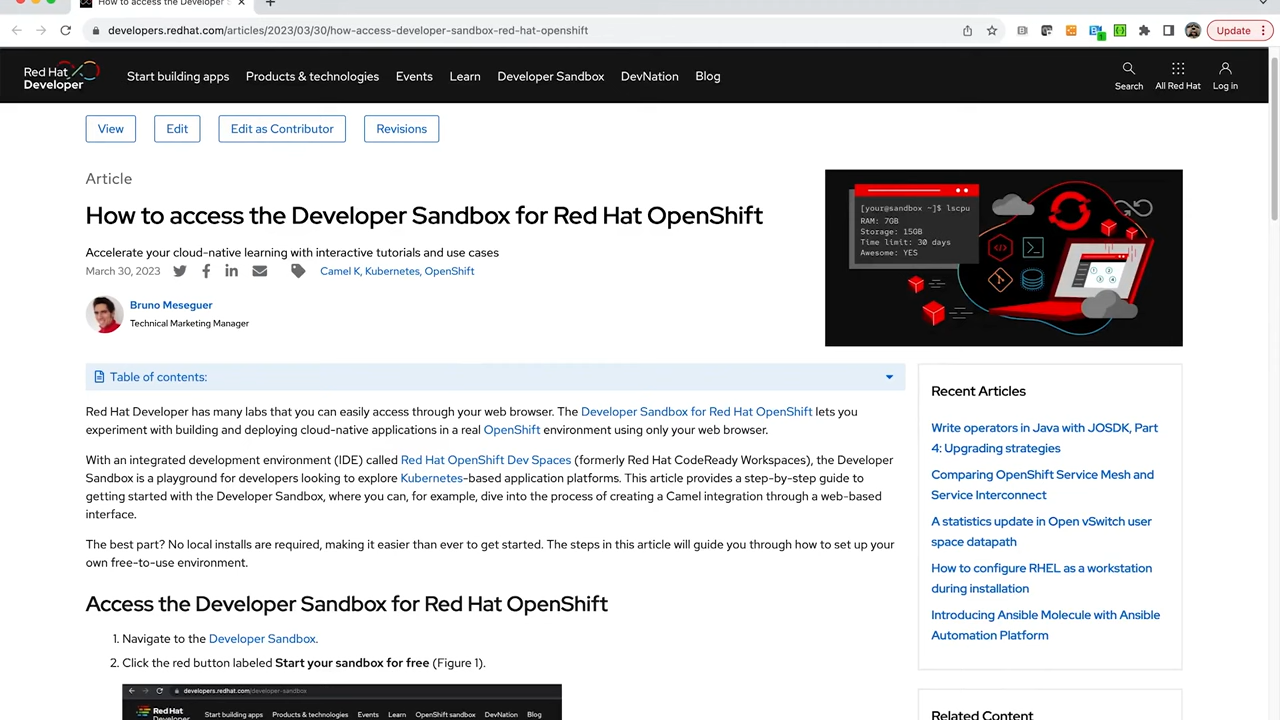 How to access the Developer S
developers.redhat.com/articles/2023/03/30/how-access-developer-sandbox-red-hat-openshift
Update
Red Hat
Developer
Start building apps
Products & technologies
Events
Learn
Developer Sandbox
DevNation
Blog
Search
All Red Hat
Log in
View
Edit
Edit as Contributor
Revisions
Article
How to access the Developer Sandbox for Red Hat OpenShift
Accelerate your cloud-native learning with interactive tutorials and use cases
March 30, 2023
Camel K, Kubernetes, OpenShift
Bruno Meseguer
Technical Marketing Manager
[your@sandbox ~]$ lscpu
RAM: 7GB
Storage: 15GB
Time limit: 30 days
Awesome: YES
Table of contents:
Red Hat Developer has many labs that you can easily access through your web browser. The Developer Sandbox for Red Hat OpenShift lets you
experiment with building and deploying cloud-native applications in a real OpenShift environment using only your web browser.
With an integrated development environment (IDE) called Red Hat OpenShift Dev Spaces (formerly Red Hat CodeReady Workspaces), the Developer
Sandbox is a playground for developers looking to explore Kubernetes-based application platforms. This article provides a step-by-step guide to
getting started with the Developer Sandbox, where you can, for example, dive into the process of creating a Camel integration through a web-based
interface.
The best part? No local installs are required, making it easier than ever to get started. The steps in this article will guide you through how to set up your
own free-to-use environment.
Access the Developer Sandbox for Red Hat OpenShift
1. Navigate to the Developer Sandbox.
2. Click the red button labeled Start your sandbox for free (Figure 1).
developers.redhat.com/developer-sandbox
Red Hat
Developer
Start building apps
Products & technologies
Events
Learn
OpenShift sandbox
DevNation
Blog
Recent Articles
Write operators in Java with JOSDK, Part
4: Upgrading strategies
Comparing OpenShift Service Mesh and
Service Interconnect
A statistics update in Open vSwitch user
space datapath
How to configure RHEL as a workstation
during installation
Introducing Ansible Molecule with Ansible
Automation Platform
Related Content